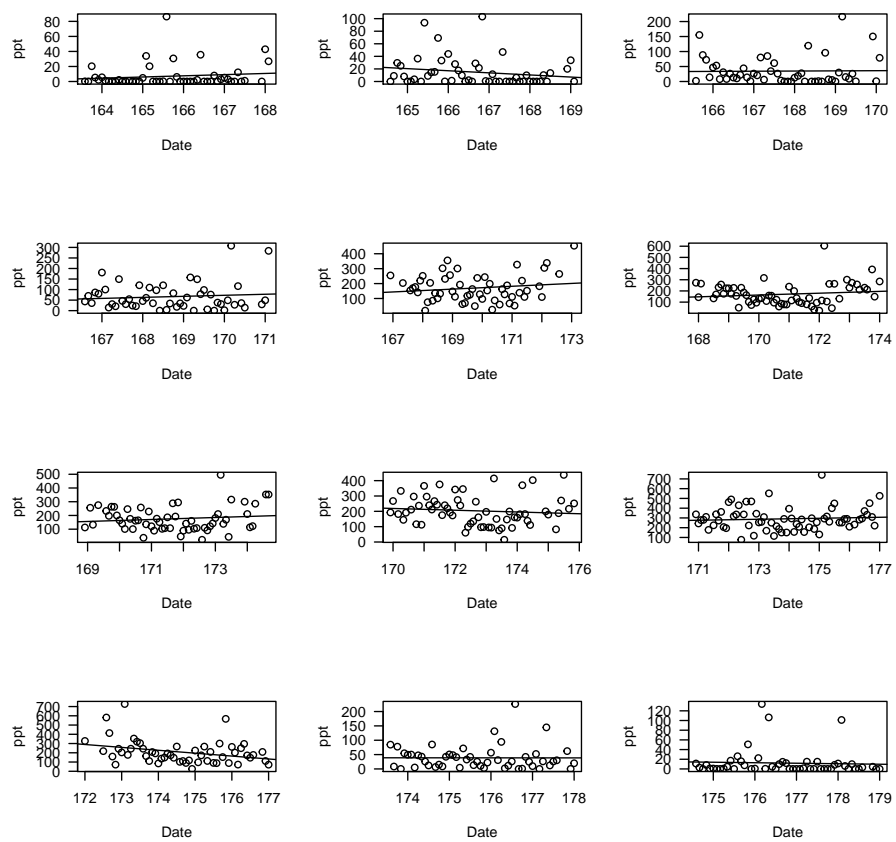 ppt
80
60
40
20
0
164 165 166 167 168
Date
ppt
100
80
60
40
20
0
165 166 167 168 169
Date
ppt
200
150
100
50
0
166 167 168 169 170
Date
ppt
300
250
200
150
100
50
0
167 168 169 170 171
Date
ppt
400
300
200
100
167 169 171 173
Date
ppt
600
500
400
300
200
100
168 170 172 174
Date
ppt
500
400
300
200
100
0
169 171 173
Date
ppt
400
300
200
100
0
170 172 174 176
Date
ppt
700
600
500
400
300
200
100
171 173 175 177
Date
ppt
700
600
500
400
300
200
100
0
172 173 174 175 176 177
Date
ppt
200
150
100
50
0
174 175 176 177 178
Date
ppt
120
100
80
60
40
20
0
175 176 177 178 179
Date